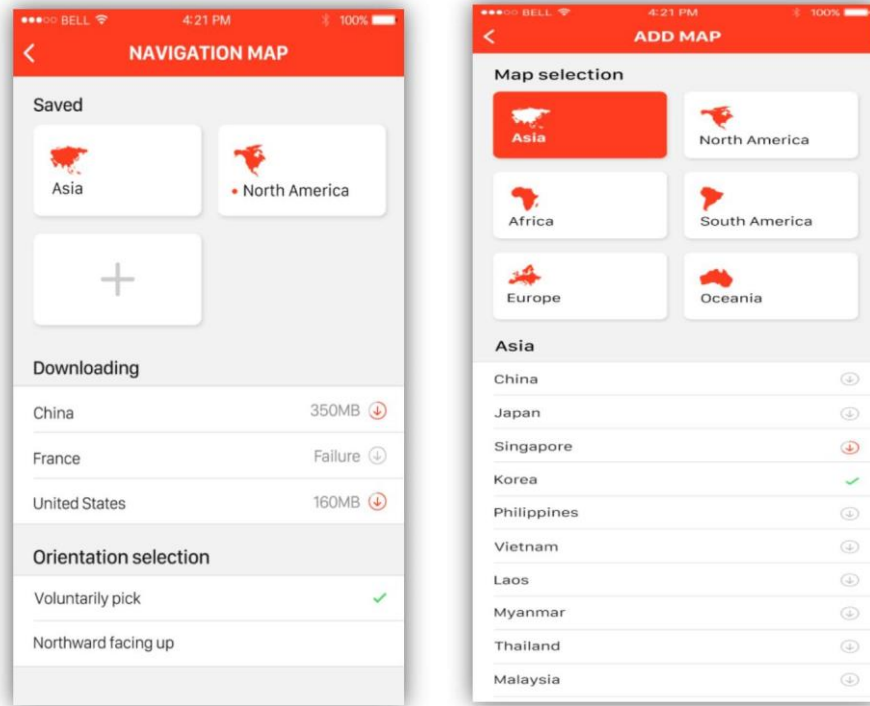 BELL 4:21 PM 100%
NAVIGATION MAP
Saved
Asia
• North America
Downloading
China 350MB
France Failure
United States 160MB
Orientation selection
Voluntarily pick
Northward facing up
BELL 4:21 PM 100%
ADD MAP
Map selection
Asia North America
Africa South America
Europe Oceania
Asia
China
Japan
Singapore
Korea
Philippines
Vietnam
Laos
Myanmar
Thailand
Malaysia